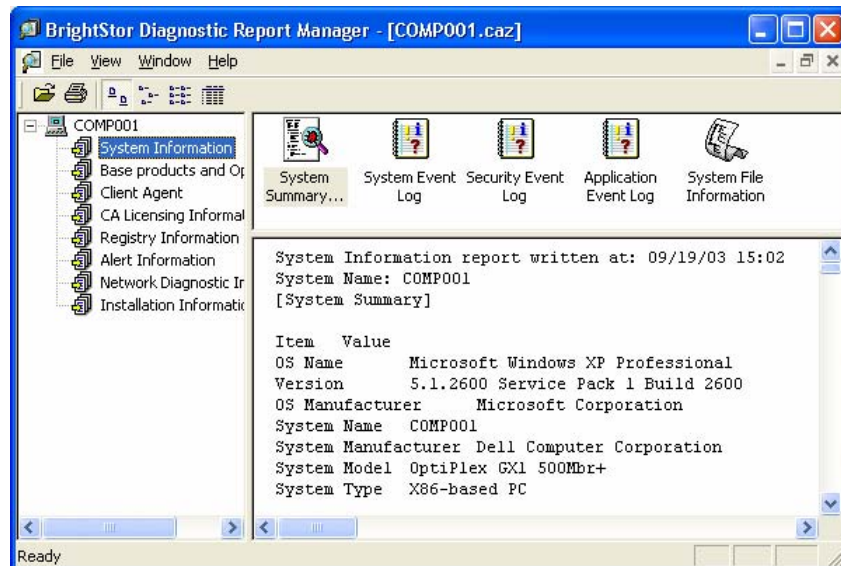 BrightStor Diagnostic Report Manager - [COMP001.caz]
File View Window Help
COMP001
System Information
Base products and Op
Client Agent
CA Licensing Informat
Registry Information
Alert Information
Network Diagnostic In
Installation Informatio
System Summary...
System Event Log
Security Event Log
Application Event Log
System File Information
System Information report written at: 09/19/03 15:02
System Name: COMP001
[System Summary]
Item Value
OS Name Microsoft Windows XP Professional
Version 5.1.2600 Service Pack 1 Build 2600
OS Manufacturer Microsoft Corporation
System Name COMP001
System Manufacturer Dell Computer Corporation
System Model OptiPlex GX1 500Mbr+
System Type X86-based PC
Ready